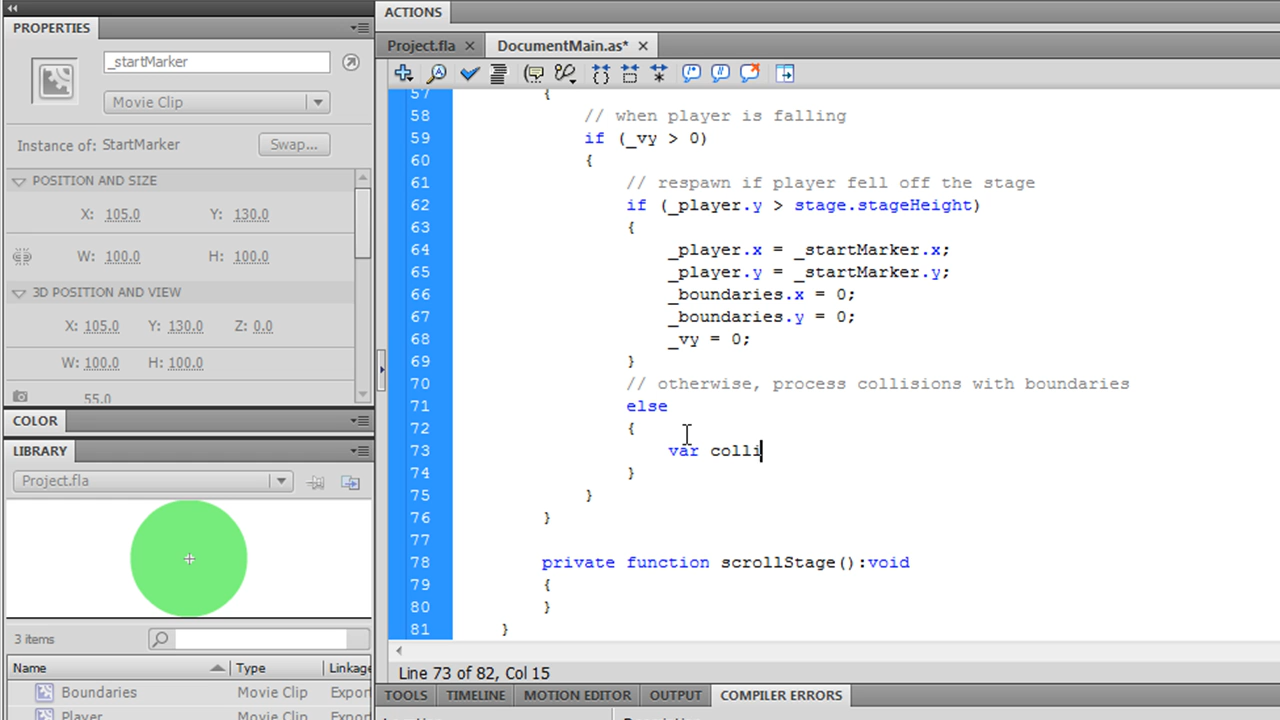 ACTIONS
PROPERTIES
_startMarker
Movie Clip
Instance of: StartMarker Swap...
POSITION AND SIZE
X: 105.0 Y: 130.0
W: 100.0 H: 100.0
3D POSITION AND VIEW
X: 105.0 Y: 130.0 Z: 0.0
W: 100.0 H: 100.0
55.0
COLOR
LIBRARY
Project.fla
3 items
Name Type Linkage
Boundaries Movie Clip Expor
Player Movie Clip Expor
Project.fla DocumentMain.as*
57 {
58 // when player is falling
59 if (_vy > 0)
60 {
61 // respawn if player fell off the stage
62 if (_player.y > stage.stageHeight)
63 {
64 _player.x = _startMarker.x;
65 _player.y = _startMarker.y;
66 _boundaries.x = 0;
67 _boundaries.y = 0;
68 _vy = 0;
69 }
70 // otherwise, process collisions with boundaries
71 else
72 {
73 var colli
74 }
75 }
76 }
77
78 private function scrollStage():void
79 {
80 }
81 }
Line 73 of 82, Col 15
TOOLS TIMELINE MOTION EDITOR OUTPUT COMPILER ERRORS